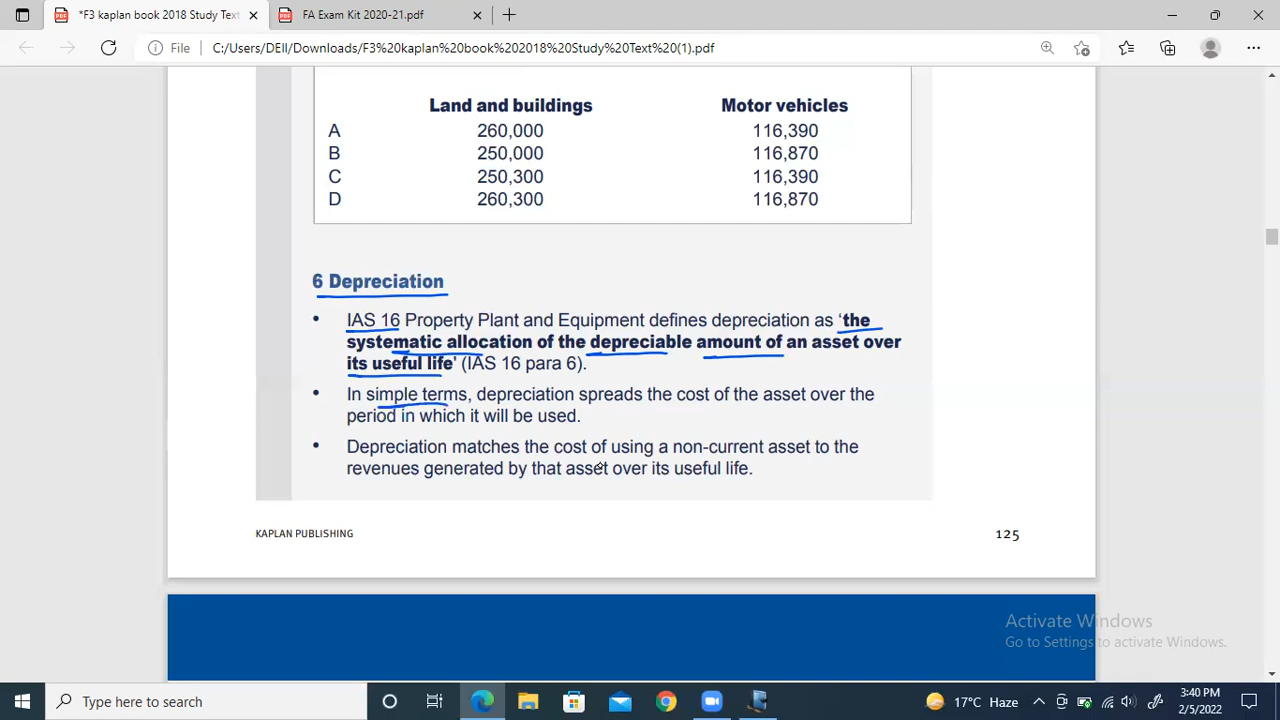 *F3 kaplan book 2018 Study Text
FA Exam Kit 2020-21.pdf
File
C:/Users/DEll/Downloads/F3%20kaplan%20book%202018%20Study%20Text%20(1).pdf
Land and buildings Motor vehicles
A 260,000 116,390
B 250,000 116,870
C 250,300 116,390
D 260,300 116,870
6 Depreciation
• IAS 16 Property Plant and Equipment defines depreciation as ‘the
systematic allocation of the depreciable amount of an asset over
its useful life' (IAS 16 para 6).
• In simple terms, depreciation spreads the cost of the asset over the
period in which it will be used.
• Depreciation matches the cost of using a non-current asset to the
revenues generated by that asset over its useful life.
KAPLAN PUBLISHING 125
Activate Windows
Go to Settings to activate Windows.
Type here to search
17°C Haze
3:40 PM
2/5/2022